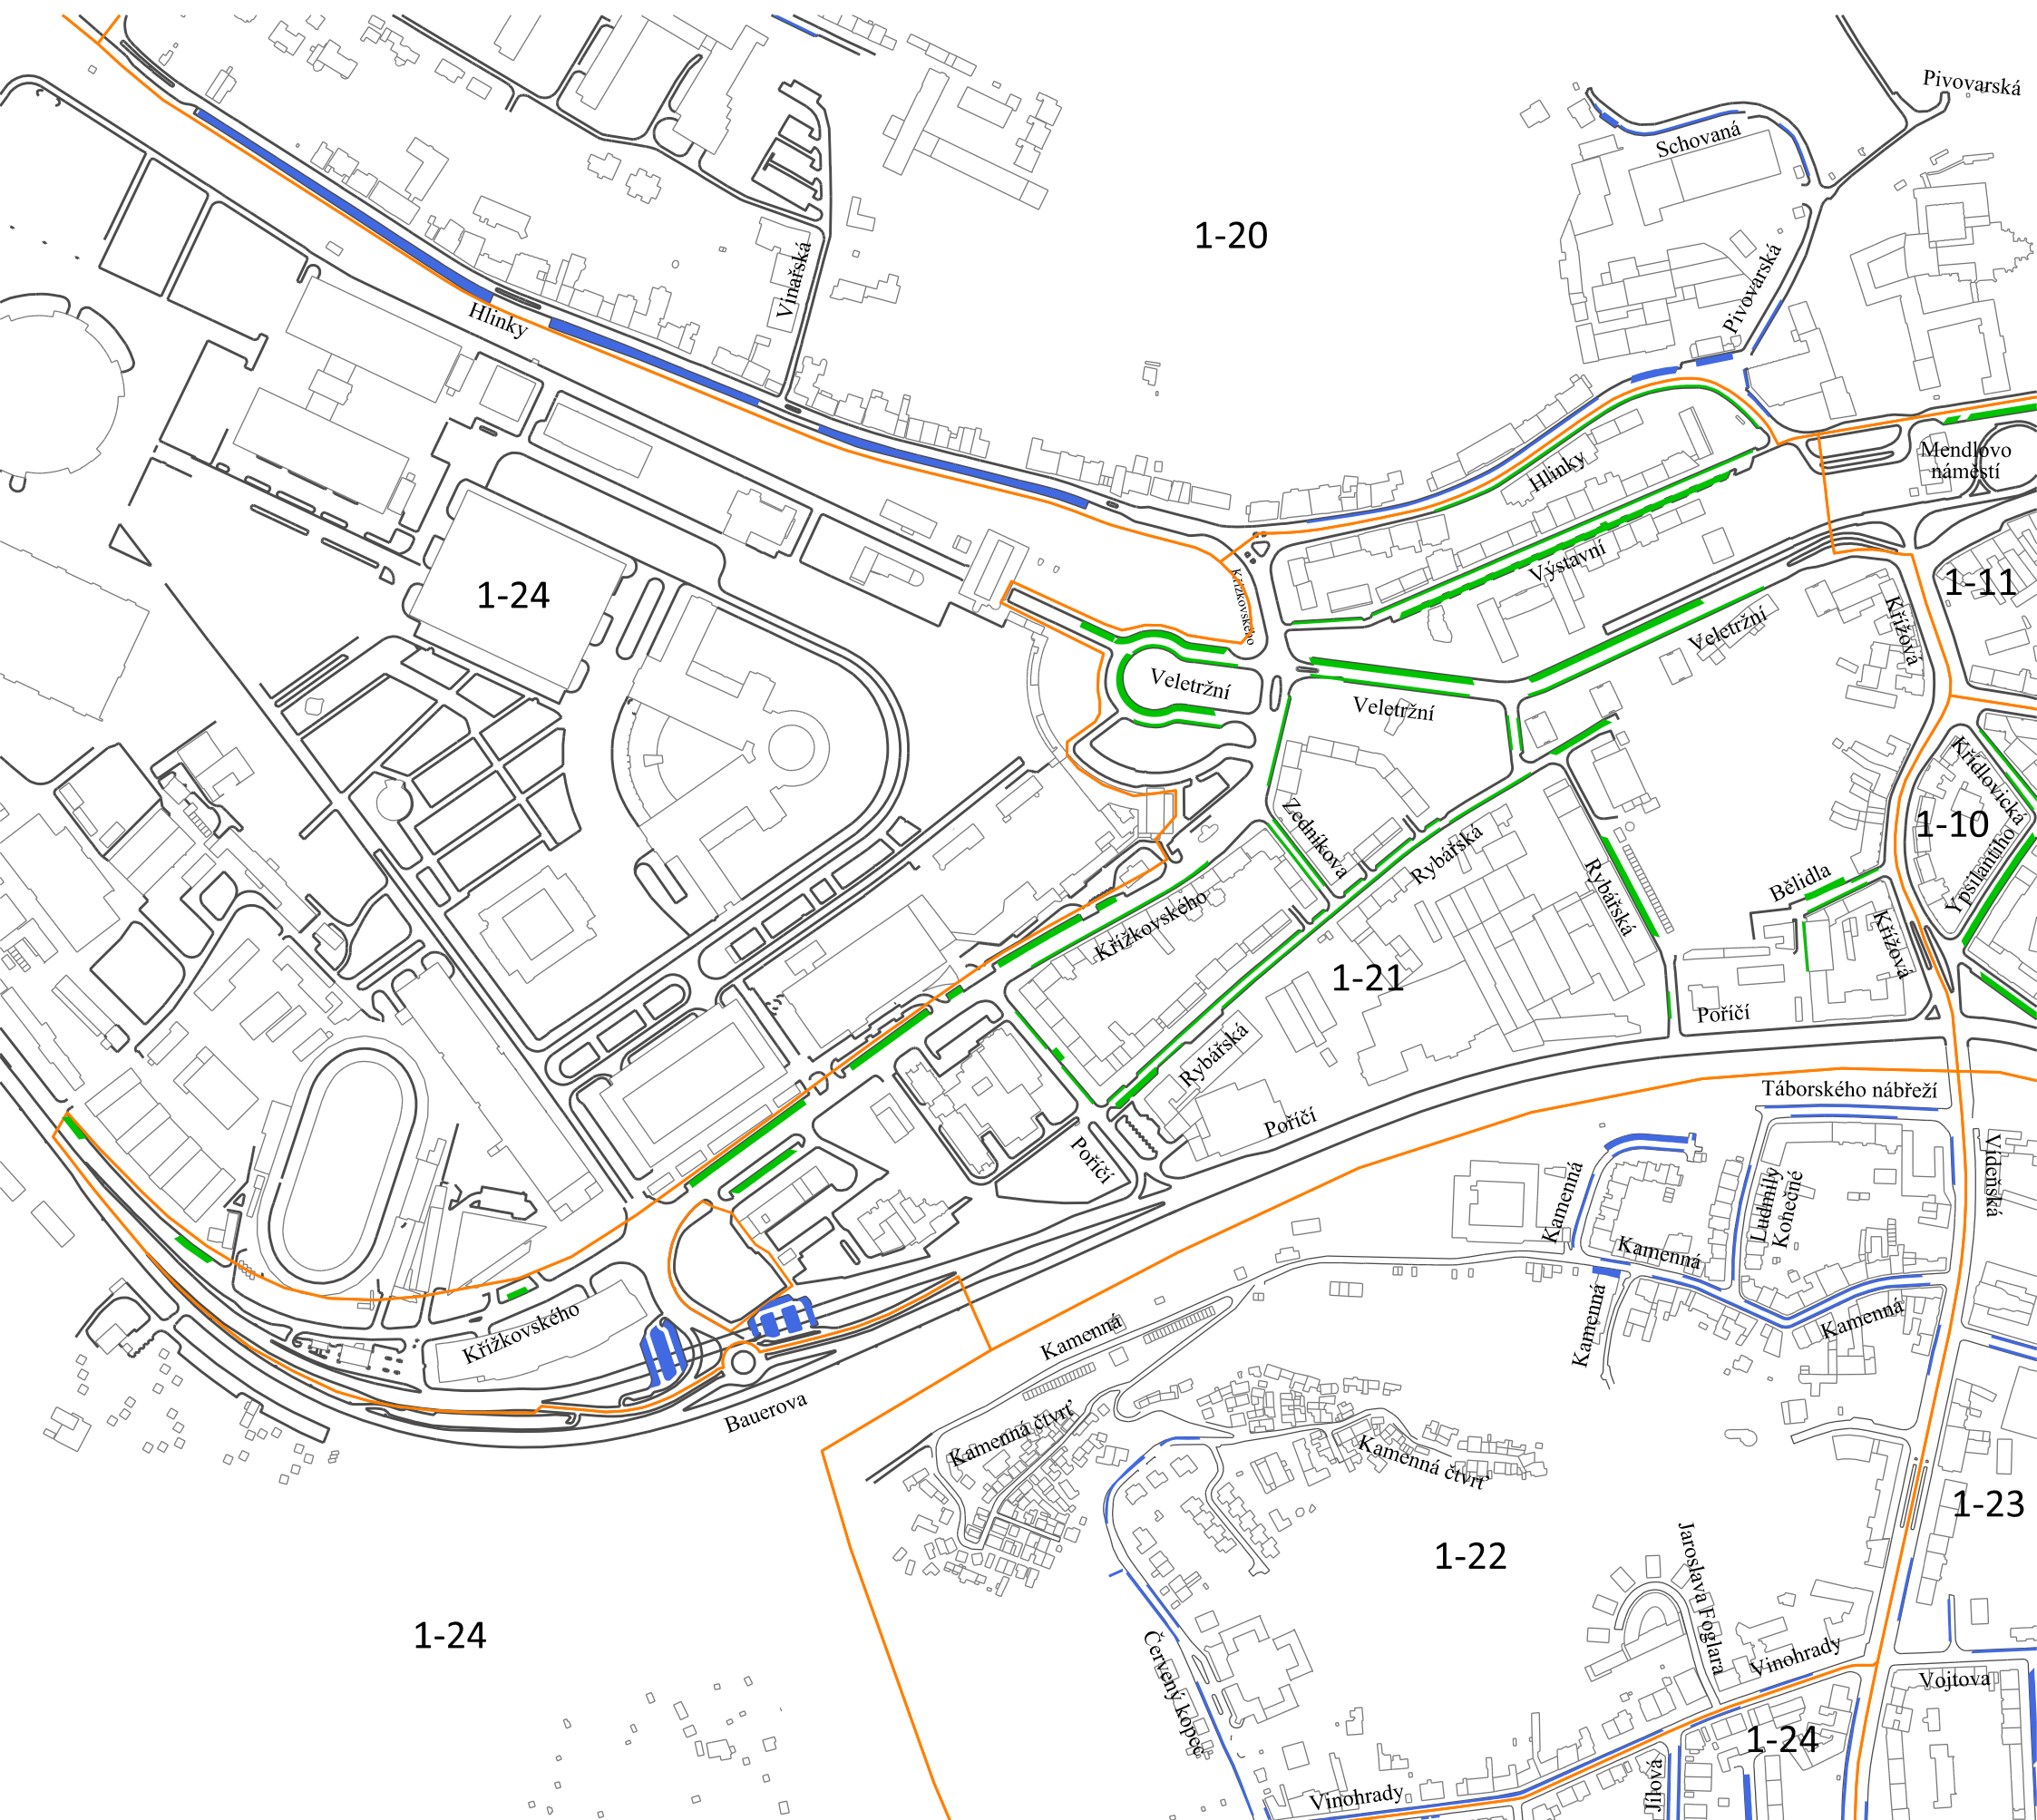 Pivovarská
Schovaná
1-20
Vinařská
Pivovarská
Hlinky
Mendlovo
náměstí
Hlinky
Výstavní
1-24
Křížkovského
1-11
Křížová
Veletržní
Veletržní
Veletržní
Křídlovická
Zedníkova
1-10
Rybářská
Rybářská
Bělidla
Ypsilantiho
Křížkovského
Křížová
1-21
Poříčí
Rybářská
Táborského nábřeží
Poříčí
Poříčí
Vídeňská
Kamenná
Ludmily
Konečné
Kamenná
Křížkovského
Kamenná
Kamenná
Kamenná
Bauerova
Kamenná čtvrť
Kamenná čtvrť
1-23
1-22
Jaroslava Foglara
1-24
Červený kopec
Vinohrady
Vojtova
1-24
Vinohrady
Jílová